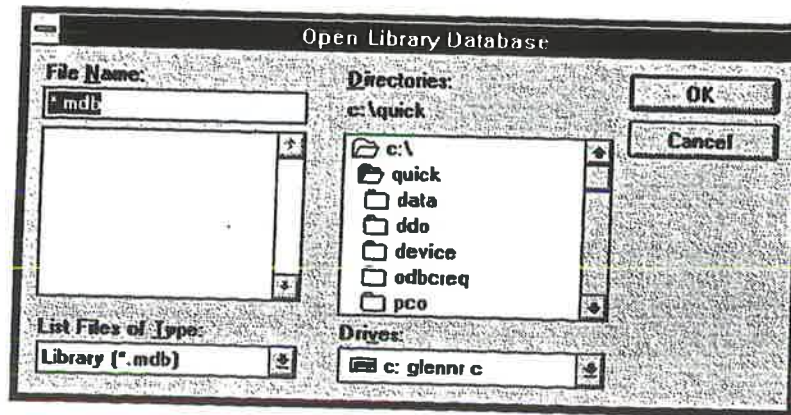 Open Library Database
File Name:
*.mdb
Directories:
c:\quick
OK
Cancel
c:\
quick
data
ddo
device
odbcreq
pco
List Files of Type:
Library (*.mdb)
Drives:
c: glennr c